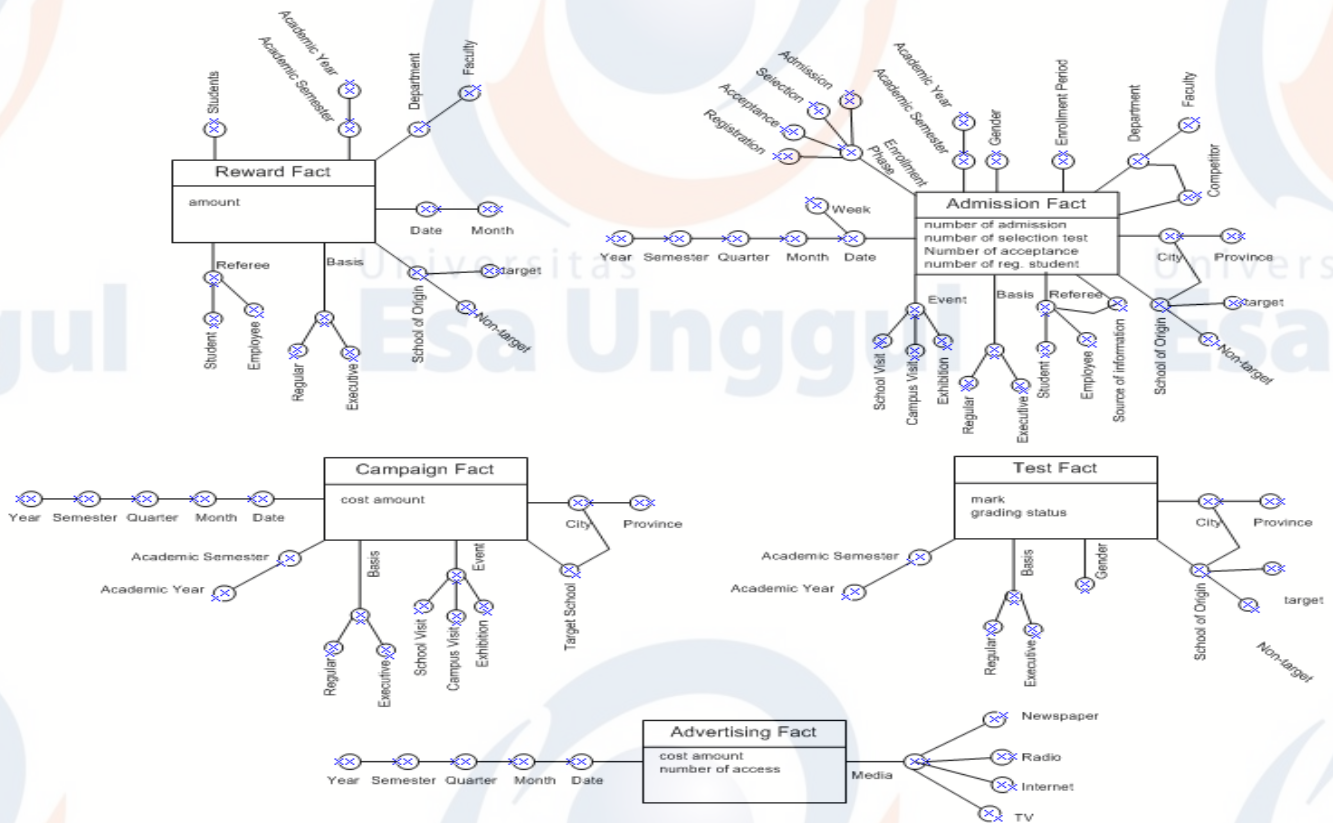 Students
Academic Year
Academic Semester
Department
Faculty
Reward Fact
amount
Date
Month
Referee
Student
Employee
Basis
Regular
Executive
School of Origin
target
Non-target
Admission
Selection
Acceptance
Registration
Enrollment
Phase
Academic Year
Academic Semester
Gender
Enrollment Period
Department
Faculty
Competitor
Admission Fact
number of admission
number of selection test
Number of acceptance
number of reg. student
Week
Year
Semester
Quarter
Month
Date
City
Province
Event
School Visit
Campus Visit
Exhibition
Basis
Regular
Executive
Referee
Student
Employee
Source of information
School of Origin
target
Non-target
Universitas
Esa Unggul
gul
Univers
Esa
Campaign Fact
cost amount
Year
Semester
Quarter
Month
Date
Academic Semester
Academic Year
Basis
Regular
Executive
Event
School Visit
Campus Visit
Exhibition
City
Province
Target School
Test Fact
mark
grading status
Academic Semester
Academic Year
Basis
Regular
Executive
Gender
City
Province
School of Origin
target
Non-target
Advertising Fact
cost amount
number of access
Year
Semester
Quarter
Month
Date
Media
Newspaper
Radio
Internet
TV